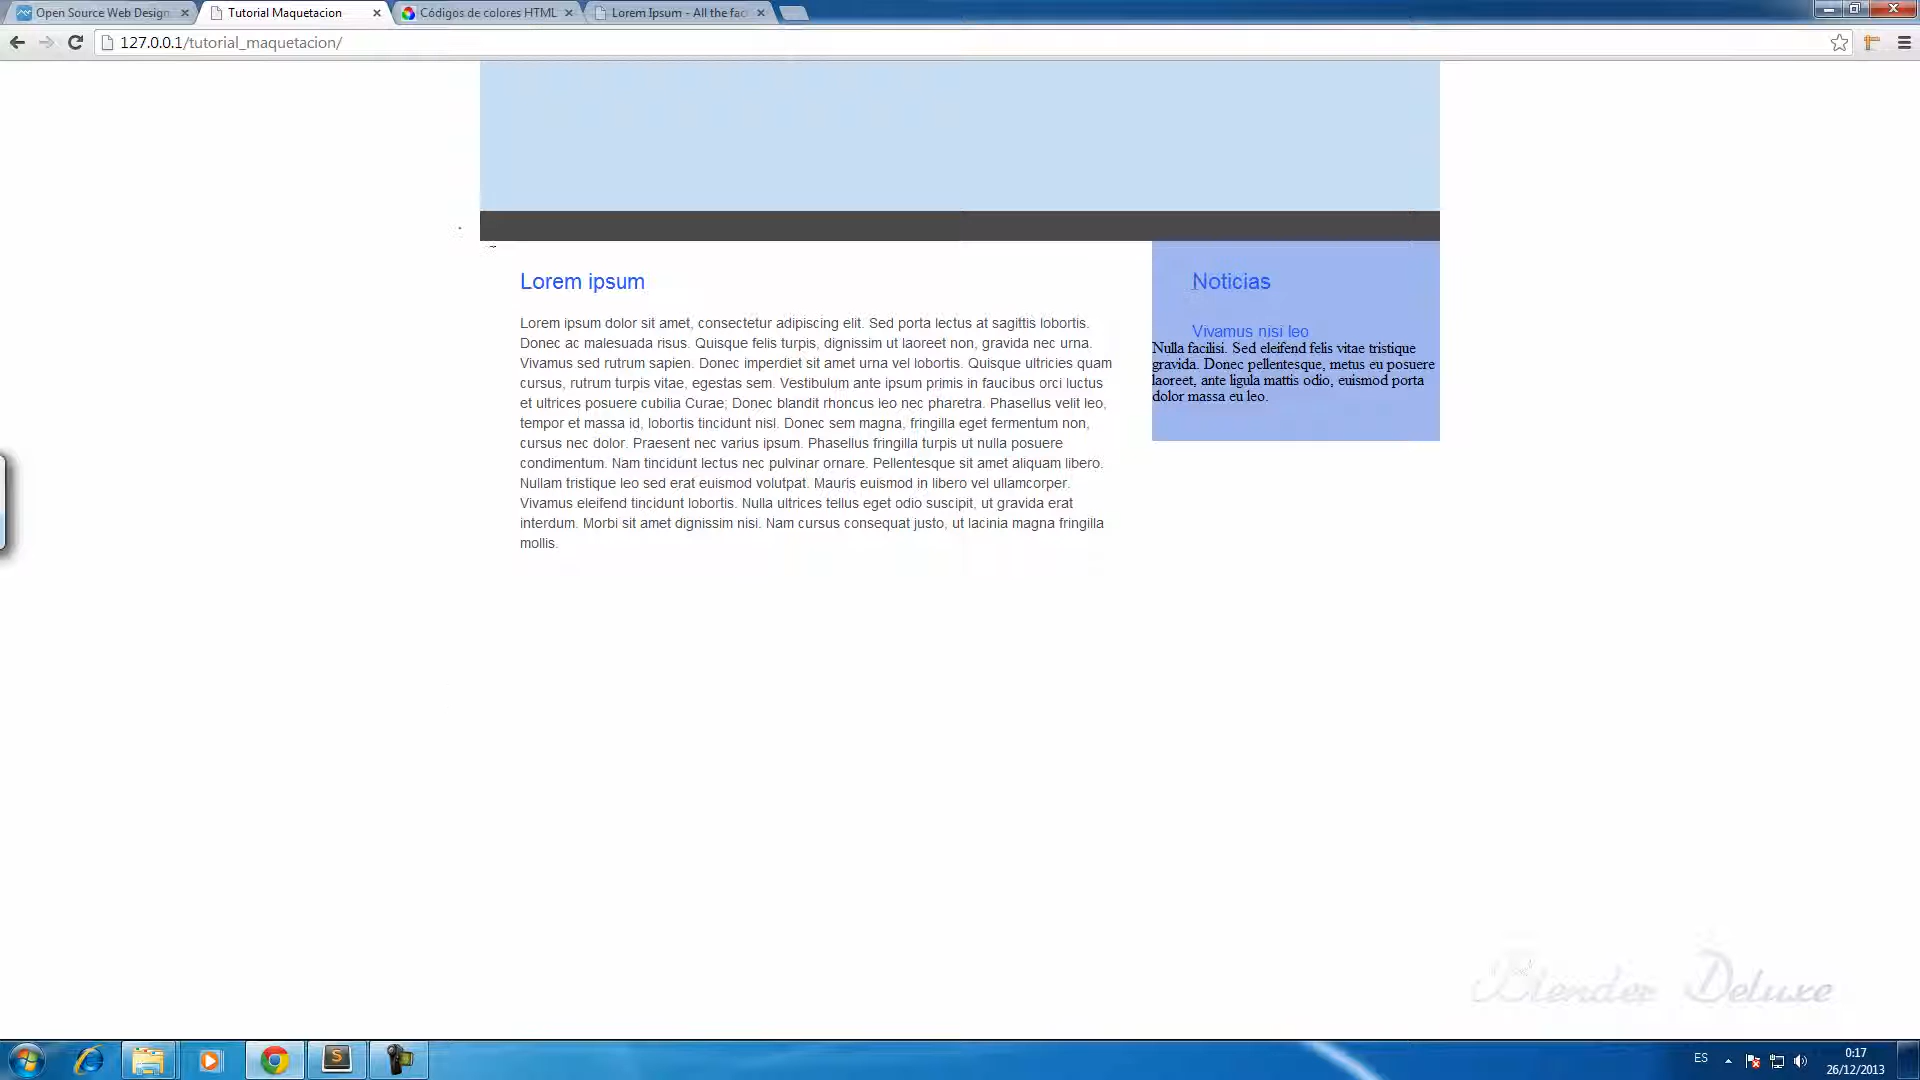 Open Source Web Design
Tutorial Maquetacion
Códigos de colores HTML
Lorem Ipsum - All the fac
127.0.0.1/tutorial_maquetacion/
Lorem ipsum
Lorem ipsum dolor sit amet, consectetur adipiscing elit. Sed porta lectus at sagittis lobortis.
Donec ac malesuada risus. Quisque felis turpis, dignissim ut laoreet non, gravida nec urna.
Vivamus sed rutrum sapien. Donec imperdiet sit amet urna vel lobortis. Quisque ultricies quam
cursus, rutrum turpis vitae, egestas sem. Vestibulum ante ipsum primis in faucibus orci luctus
et ultrices posuere cubilia Curae; Donec blandit rhoncus leo nec pharetra. Phasellus velit leo,
tempor et massa id, lobortis tincidunt nisl. Donec sem magna, fringilla eget fermentum non,
cursus nec dolor. Praesent nec varius ipsum. Phasellus fringilla turpis ut nulla posuere
condimentum. Nam tincidunt lectus nec pulvinar ornare. Pellentesque sit amet aliquam libero.
Nullam tristique leo sed erat euismod volutpat. Mauris euismod in libero vel ullamcorper.
Vivamus eleifend tincidunt lobortis. Nulla ultrices tellus eget odio suscipit, ut gravida erat
interdum. Morbi sit amet dignissim nisi. Nam cursus consequat justo, ut lacinia magna fringilla
mollis.
Noticias
Vivamus nisi leo
Nulla facilisi. Sed eleifend felis vitae tristique
gravida. Donec pellentesque, metus eu posuere
laoreet, ante ligula mattis odio, euismod porta
dolor massa eu leo.
Blender Deluxe
ES
0:17
26/12/2013